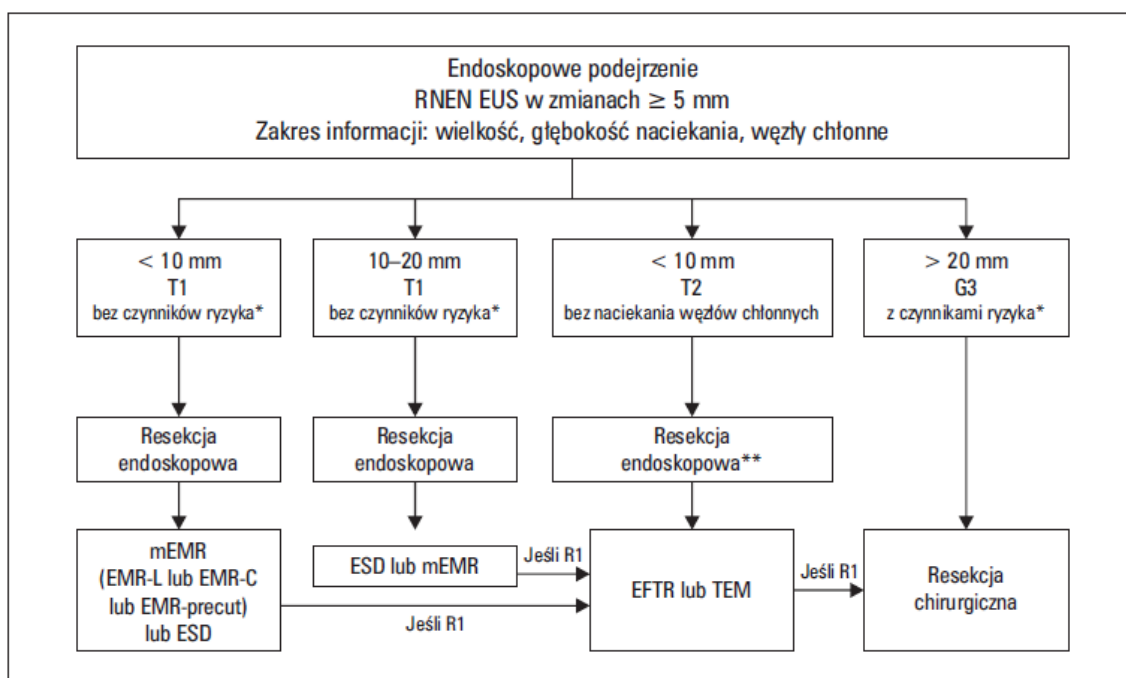 Endoskopowe podejrzenie
RNEN EUS w zmianach ≥ 5 mm
Zakres informacji: wielkość, głębokość naciekania, węzły chłonne
< 10 mm
T1
bez czynników ryzyka*
10–20 mm
T1
bez czynników ryzyka*
< 10 mm
T2
bez naciekania węzłów chłonnych
> 20 mm
G3
z czynnikami ryzyka*
Resekcja
endoskopowa
Resekcja
endoskopowa
Resekcja
endoskopowa**
mEMR
(EMR-L lub EMR-C
lub EMR-precut)
lub ESD
ESD lub mEMR
Jeśli R1
Jeśli R1
EFTR lub TEM
Jeśli R1
Resekcja
chirurgiczna